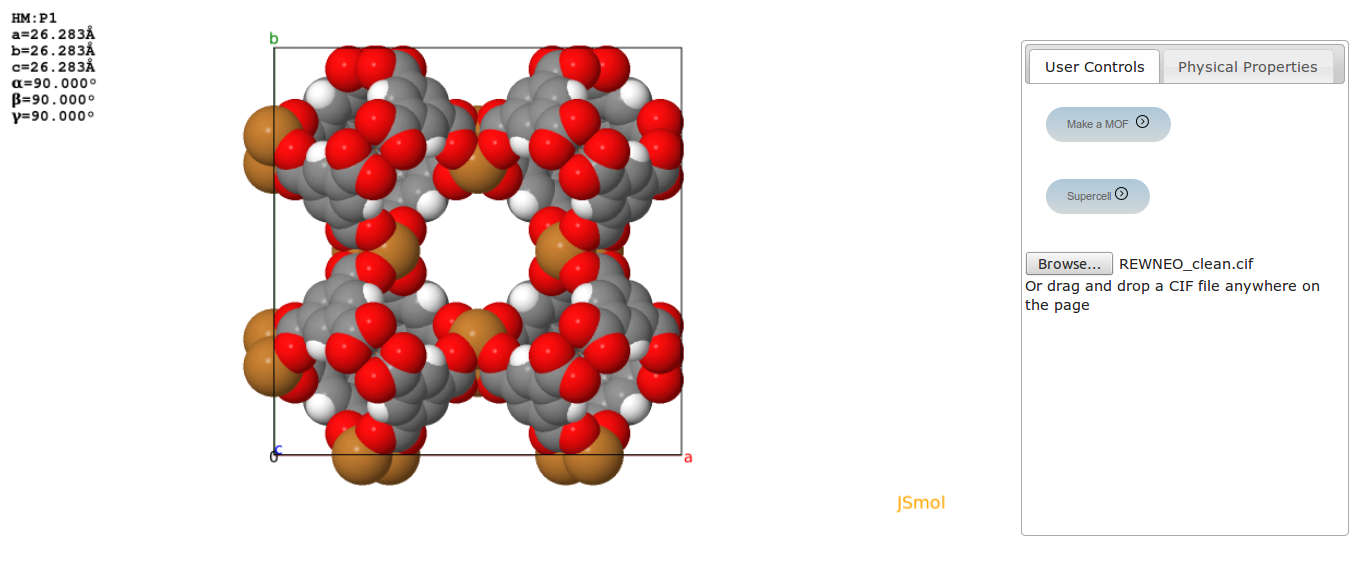 HM:P1
a=26.283Å
b=26.283Å
c=26.283Å
α=90.000°
β=90.000°
γ=90.000°
b
c
0
a
JSmol
User Controls
Physical Properties
Make a MOF
Supercell
Browse... REWNEO_clean.cif
Or drag and drop a CIF file anywhere on
the page